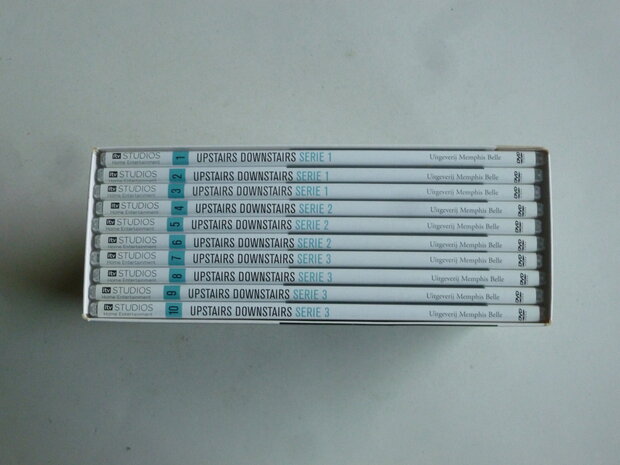 itv STUDIOS Home Entertainment 1 UPSTAIRS DOWNSTAIRS SERIE 1 Uitgeverij Memphis Belle DVD
itv STUDIOS Home Entertainment 2 UPSTAIRS DOWNSTAIRS SERIE 1 Uitgeverij Memphis Belle DVD
itv STUDIOS Home Entertainment 3 UPSTAIRS DOWNSTAIRS SERIE 1 Uitgeverij Memphis Belle DVD
itv STUDIOS Home Entertainment 4 UPSTAIRS DOWNSTAIRS SERIE 2 Uitgeverij Memphis Belle DVD
itv STUDIOS Home Entertainment 5 UPSTAIRS DOWNSTAIRS SERIE 2 Uitgeverij Memphis Belle DVD
itv STUDIOS Home Entertainment 6 UPSTAIRS DOWNSTAIRS SERIE 2 Uitgeverij Memphis Belle DVD
itv STUDIOS Home Entertainment 7 UPSTAIRS DOWNSTAIRS SERIE 3 Uitgeverij Memphis Belle DVD
itv STUDIOS Home Entertainment 8 UPSTAIRS DOWNSTAIRS SERIE 3 Uitgeverij Memphis Belle DVD
itv STUDIOS Home Entertainment 9 UPSTAIRS DOWNSTAIRS SERIE 3 Uitgeverij Memphis Belle DVD
itv STUDIOS Home Entertainment 10 UPSTAIRS DOWNSTAIRS SERIE 3 Uitgeverij Memphis Belle DVD